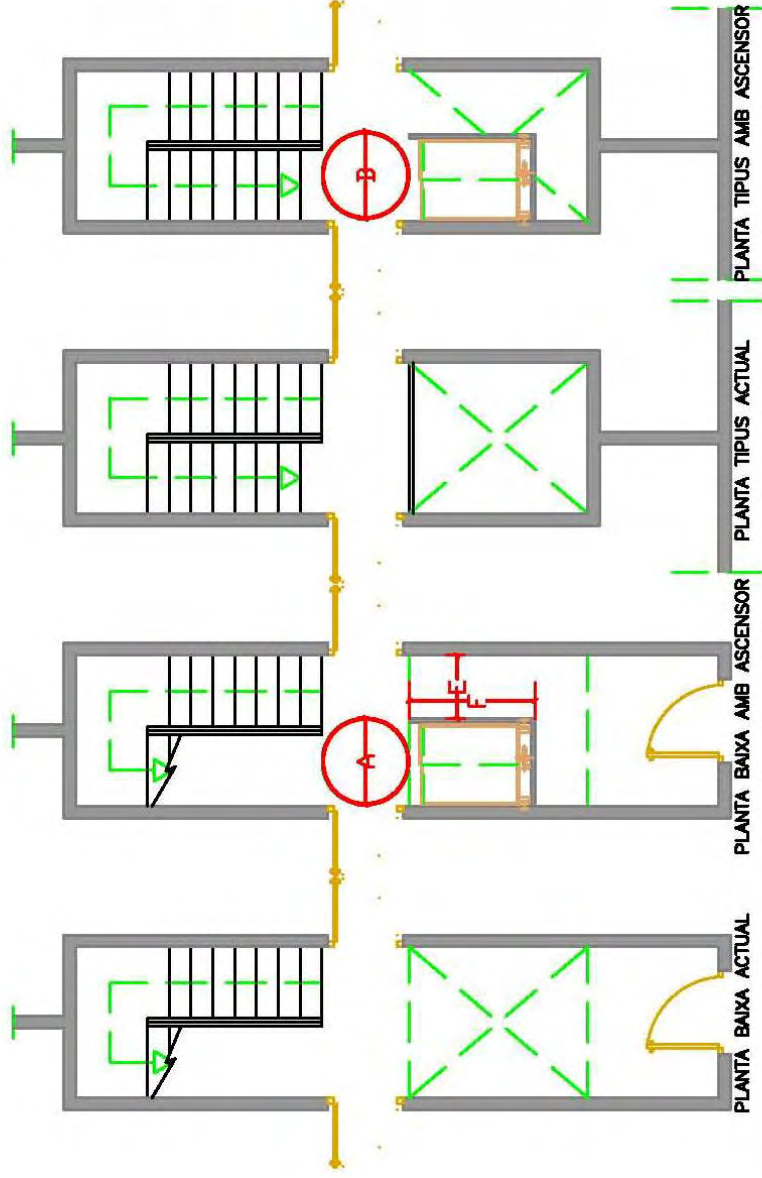 A
B
E
F
PLANTA BAIXA ACTUAL
PLANTA BAIXA AMB ASCENSOR
PLANTA TIPUS ACTUAL
PLANTA TIPUS AMB ASCENSOR